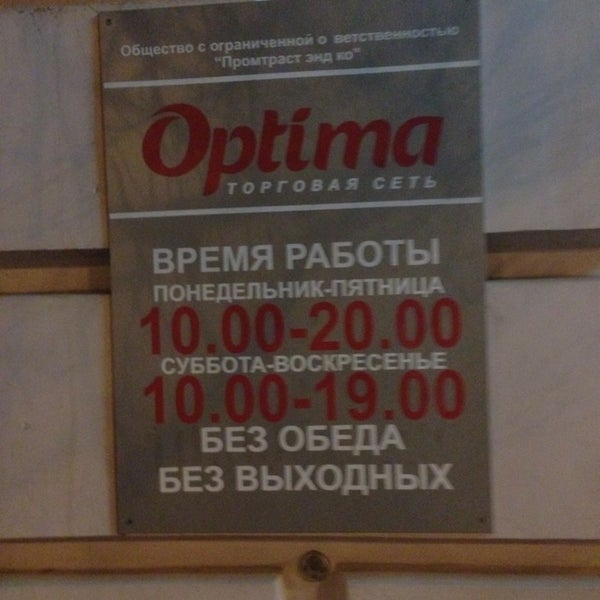 Общество с ограниченной о ветственностью
"Промтраст энд ко"
Optima
ТОРГОВАЯ СЕТЬ
ВРЕМЯ РАБОТЫ
ПОНЕДЕЛЬНИК-ПЯТНИЦА
10.00-20.00
СУББОТА-ВОСКРЕСЕНЬЕ
10.00-19.00
БЕЗ ОБЕДА
БЕЗ ВЫХОДНЫХ